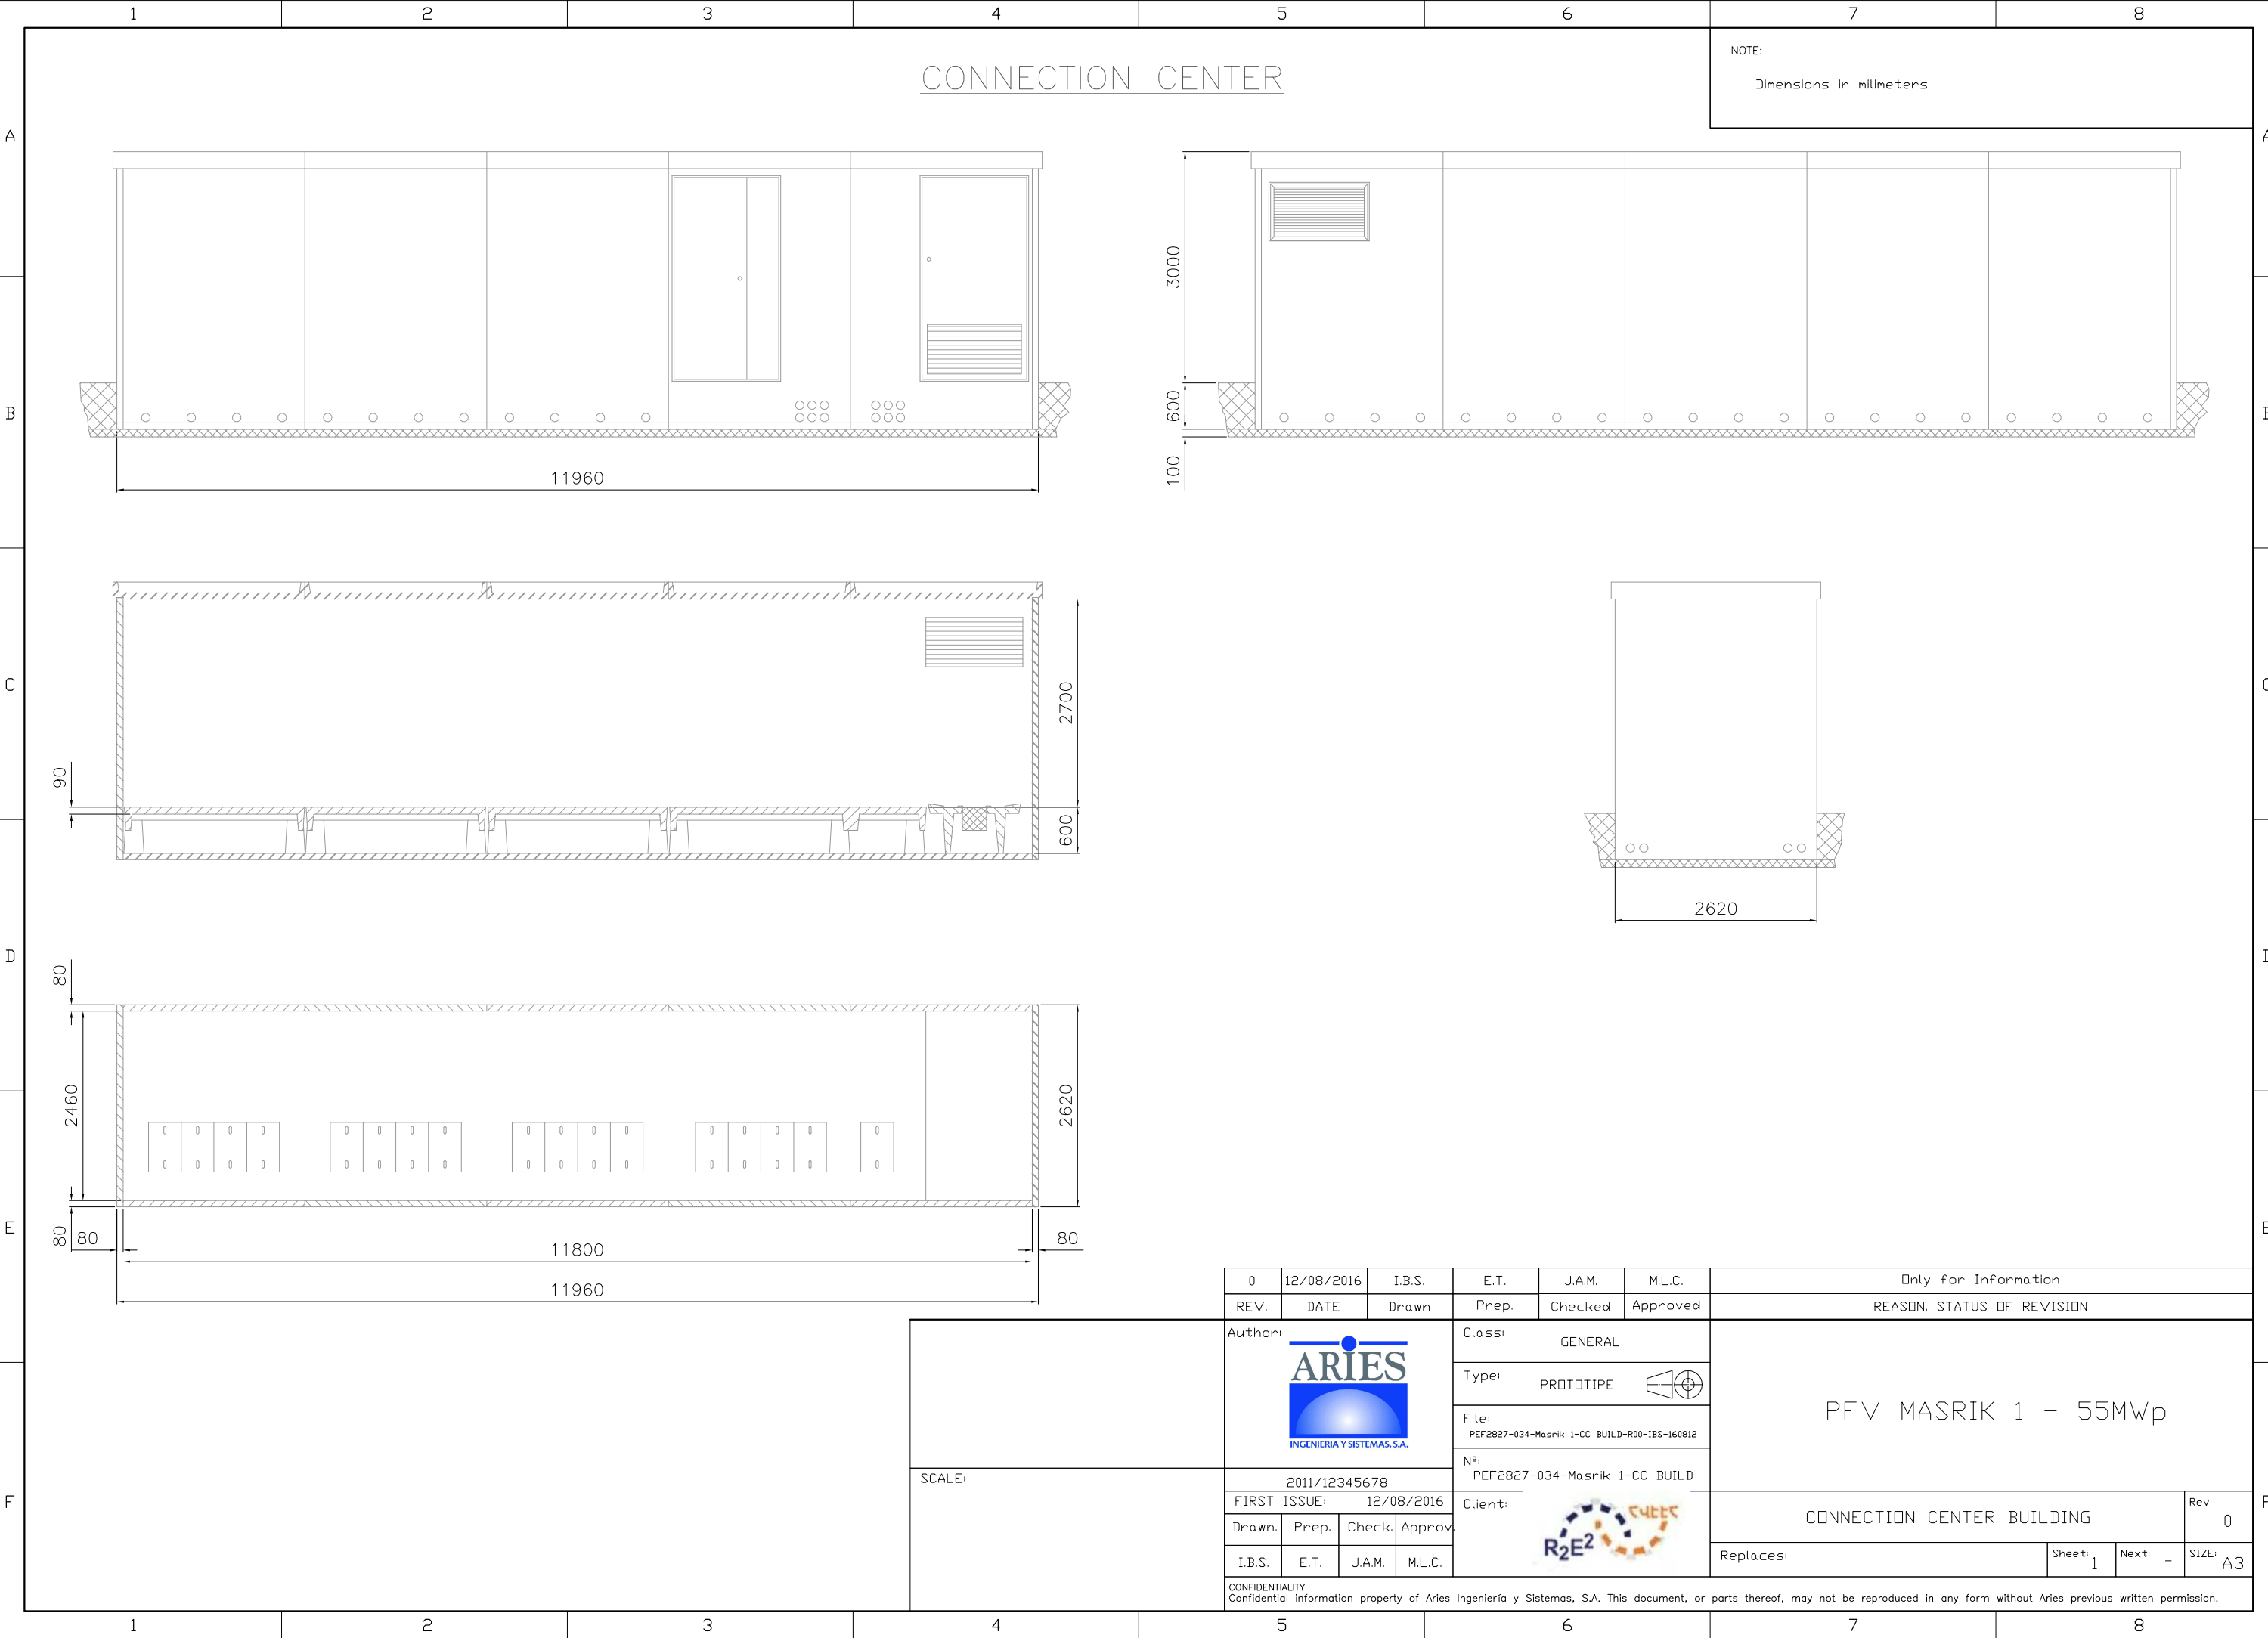 1 2 3 4 5 6 7 8
CONNECTION CENTER
NOTE:
Dimensions in milimeters
A
B
C
D
E
F
3000
600
100
11960
2700
600
90
2620
80
2460
80
80
2620
80
11800
11960
0 12/08/2016 I.B.S. E.T. J.A.M. M.L.C. Only for Information
REV. DATE Drawn Prep. Checked Approved REASON. STATUS OF REVISION
Author:
ARIES
INGENIERIA Y SISTEMAS, S.A.
2011/12345678
FIRST ISSUE: 12/08/2016
Drawn. Prep. Check. Approv.
I.B.S. E.T. J.A.M. M.L.C.
Class:
GENERAL
Type:
PROTOTIPE
File:
PEF2827-034-Masrik 1-CC BUILD-R00-IBS-160812
Nº:
PEF2827-034-Masrik 1-CC BUILD
Client:
R2E2
SCALE:
PFV MASRIK 1 - 55MWp
CONNECTION CENTER BUILDING
Rev:
0
Replaces:
Sheet: 1
Next: -
SIZE: A3
CONFIDENTIALITY
Confidential information property of Aries Ingeniería y Sistemas, S.A. This document, or parts thereof, may not be reproduced in any form without Aries previous written permission.
1 2 3 4 5 6 7 8